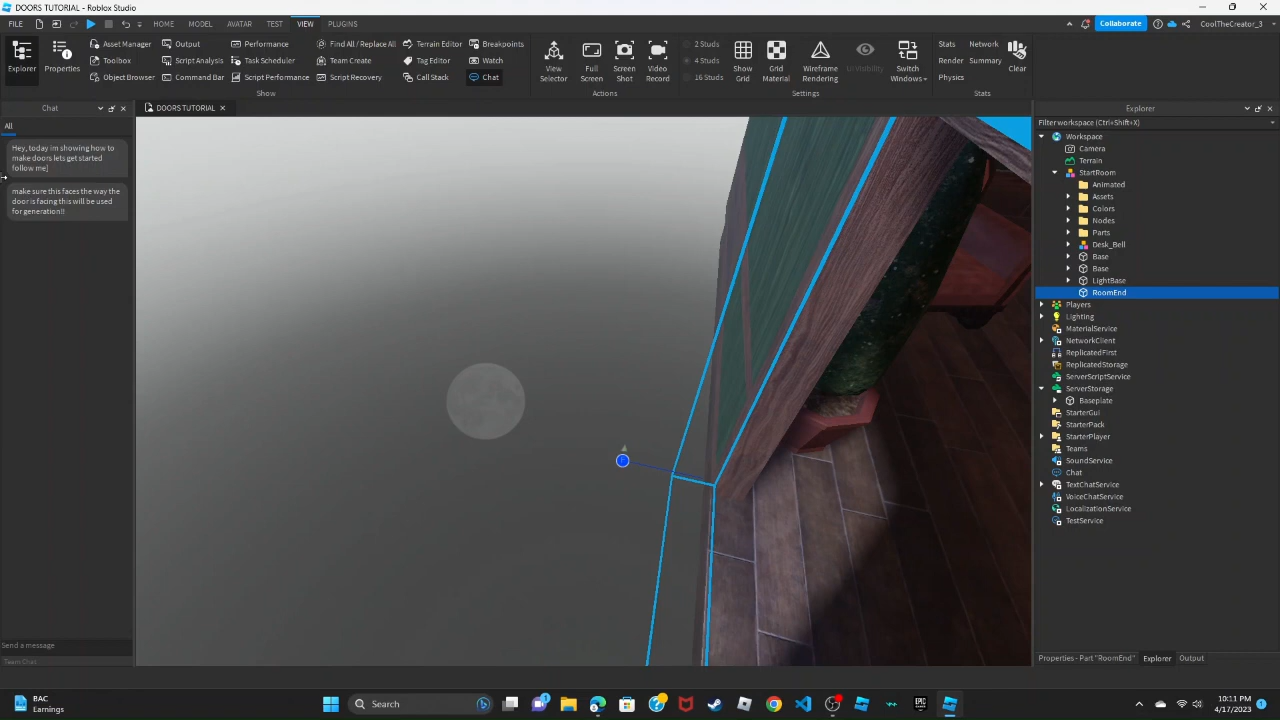 DOORS TUTORIAL - Roblox Studio
FILE
HOME
MODEL
AVATAR
TEST
VIEW
PLUGINS
Collaborate
CoolTheCreator_3
Explorer
Properties
Asset Manager
Toolbox
Object Browser
Output
Script Analysis
Command Bar
Performance
Task Scheduler
Script Performance
Find All / Replace All
Team Create
Script Recovery
Terrain Editor
Tag Editor
Call Stack
Breakpoints
Watch
Chat
Show
View
Selector
Full
Screen
Screen
Shot
Video
Record
Actions
2 Studs
4 Studs
16 Studs
Show
Grid
Grid
Material
Wireframe
Rendering
UI Visibility
Switch
Windows
Settings
Stats
Render
Physics
Network
Summary
Clear
Stats
Chat
DOORS TUTORIAL
All
Hey, today im showing how to
make doors lets get started
follow me]
make sure this faces the way the
door is facing this will be used
for generation!!
Send a message
Team Chat
Explorer
Filter workspace (Ctrl+Shift+X)
Workspace
Camera
Terrain
StartRoom
Animated
Assets
Colors
Nodes
Parts
Desk_Bell
Base
Base
LightBase
RoomEnd
Players
Lighting
MaterialService
NetworkClient
ReplicatedFirst
ReplicatedStorage
ServerScriptService
ServerStorage
Baseplate
StarterGui
StarterPack
StarterPlayer
Teams
SoundService
Chat
TextChatService
VoiceChatService
LocalizationService
TestService
Properties - Part "RoomEnd"
Explorer
Output
BAC
Earnings
Search
10:11 PM
4/17/2023